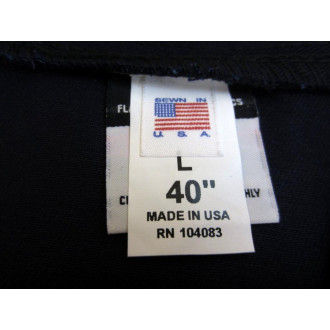 SEWN IN
U.S.A
L
40"
MADE IN USA
RN 104083